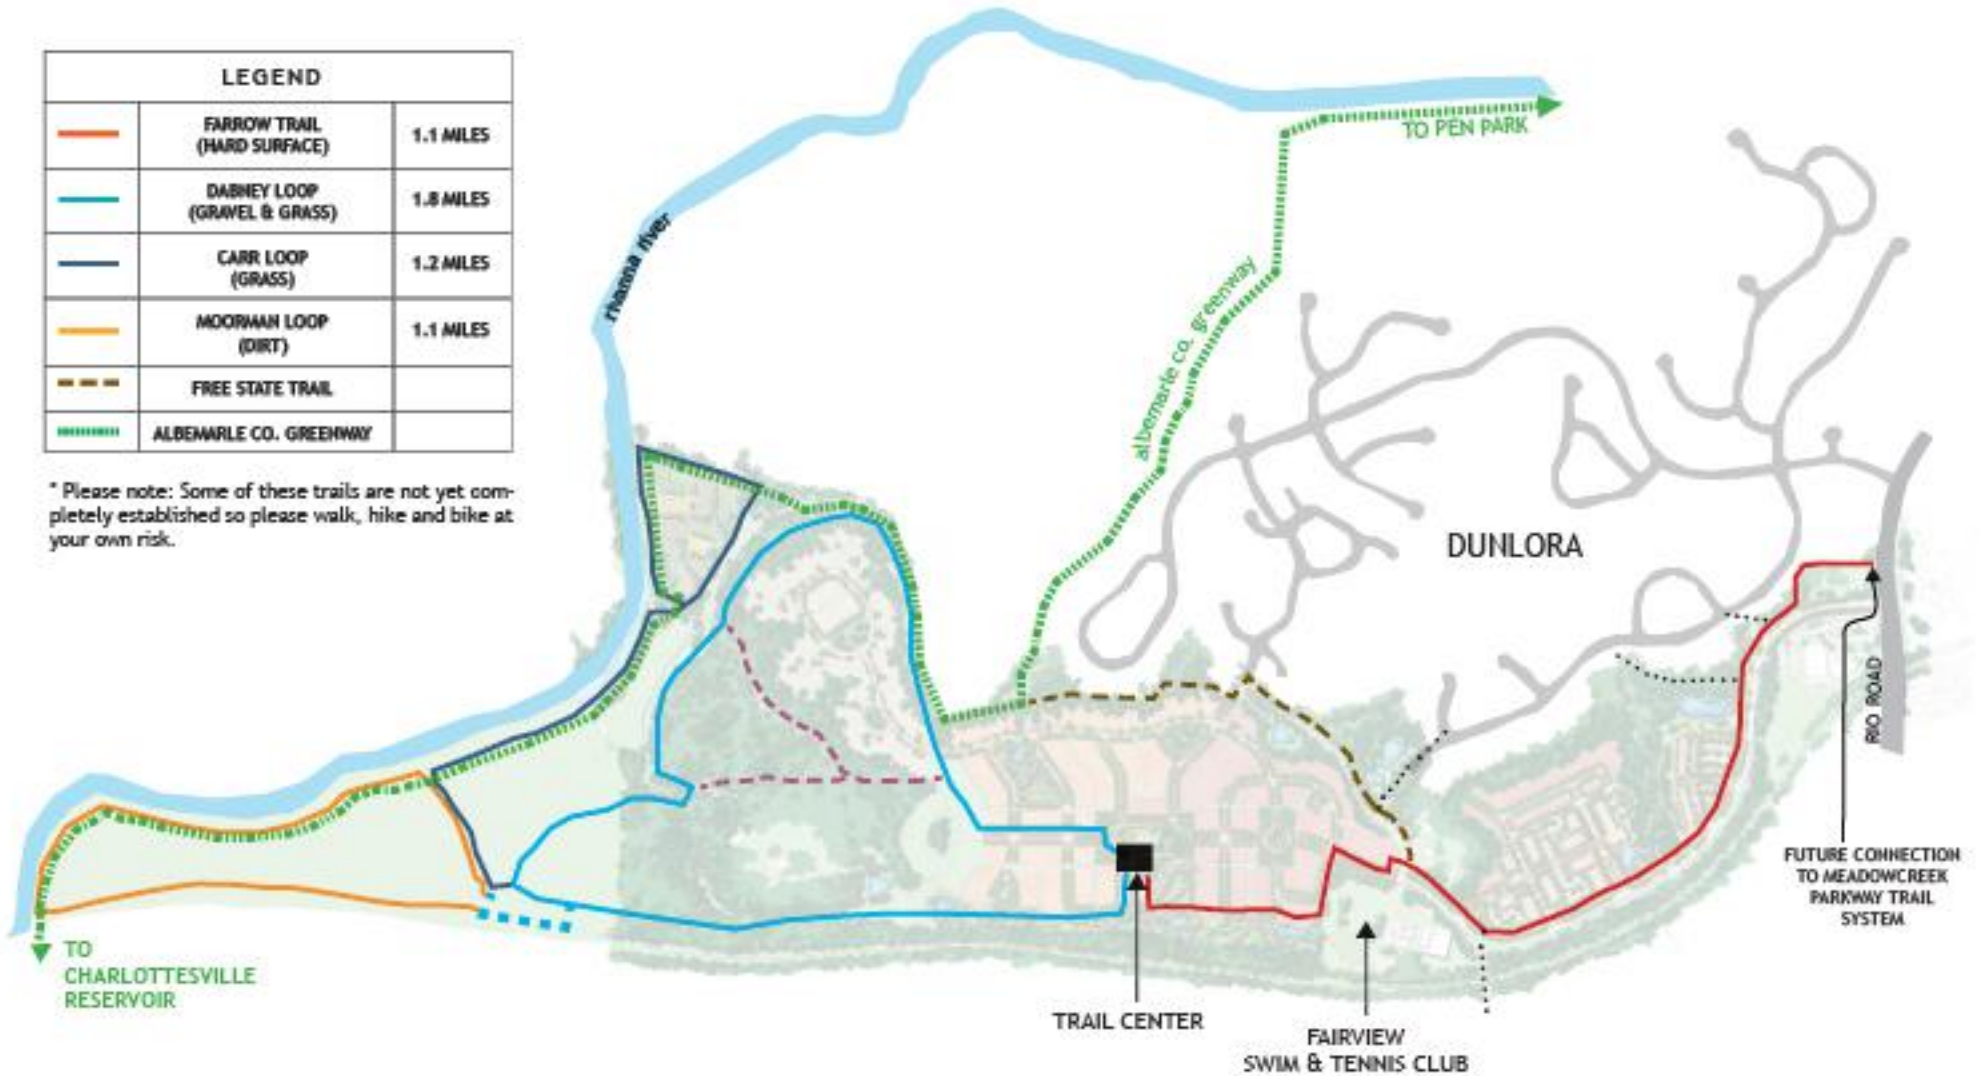 LEGEND
FARROW TRAIL
(HARD SURFACE)
1.1 MILES
DABNEY LOOP
(GRAVEL & GRASS)
1.8 MILES
CARR LOOP
(GRASS)
1.2 MILES
MOORMAN LOOP
(DIRT)
1.1 MILES
FREE STATE TRAIL
ALBEMARLE CO. GREENWAY
* Please note: Some of these trails are not yet com-
pletely established so please walk, hike and bike at
your own risk.
rivanna river
TO PEN PARK
albemarle co. greenway
DUNLORA
RIO ROAD
FUTURE CONNECTION
TO MEADOWCREEK
PARKWAY TRAIL
SYSTEM
TO
CHARLOTTESVILLE
RESERVOIR
TRAIL CENTER
FAIRVIEW
SWIM & TENNIS CLUB